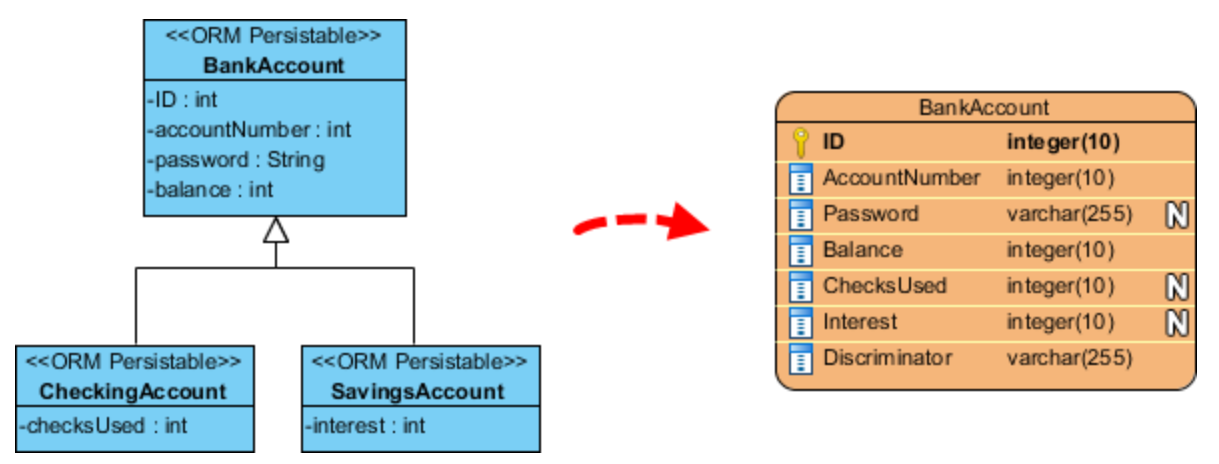 <<ORM Persistable>>
BankAccount
-ID : int
-accountNumber : int
-password : String
-balance : int
<<ORM Persistable>>
CheckingAccount
-checksUsed : int
<<ORM Persistable>>
SavingsAccount
-interest : int
BankAccount
ID integer(10)
AccountNumber integer(10)
Password varchar(255) N
Balance integer(10)
ChecksUsed integer(10) N
Interest integer(10) N
Discriminator varchar(255)